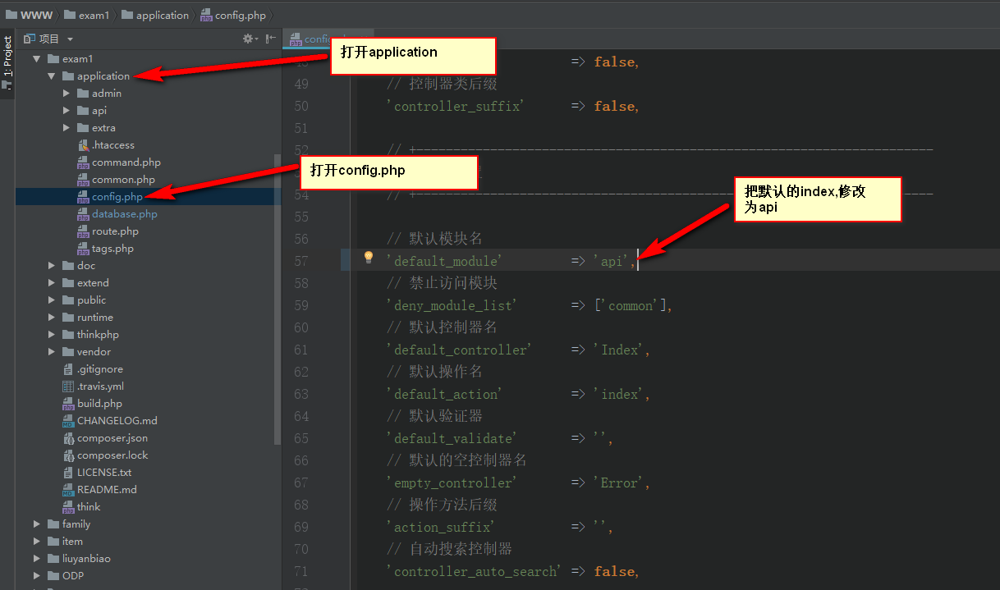 WWW exam1 application config.php
1: Project
项目
exam1
application
admin
api
extra
.htaccess
command.php
common.php
config.php
database.php
route.php
tags.php
doc
extend
public
runtime
thinkphp
vendor
.gitignore
.travis.yml
build.php
CHANGELOG.md
composer.json
composer.lock
LICENSE.txt
README.md
think
family
item
liuyanbiao
ODP
打开application
打开config.php
把默认的index,修改
为api
=> false,
49 // 控制器类后缀
50 'controller_suffix' => false,
51
52 // +----------------------------------------------------------------------
54 // +----------------------------------------------------------------------
55
56 // 默认模块名
57 'default_module' => 'api',
58 // 禁止访问模块
59 'deny_module_list' => ['common'],
60 // 默认控制器名
61 'default_controller' => 'Index',
62 // 默认操作名
63 'default_action' => 'index',
64 // 默认验证器
65 'default_validate' => '',
66 // 默认的空控制器名
67 'empty_controller' => 'Error',
68 // 操作方法后缀
69 'action_suffix' => '',
70 // 自动搜索控制器
71 'controller_auto_search' => false,